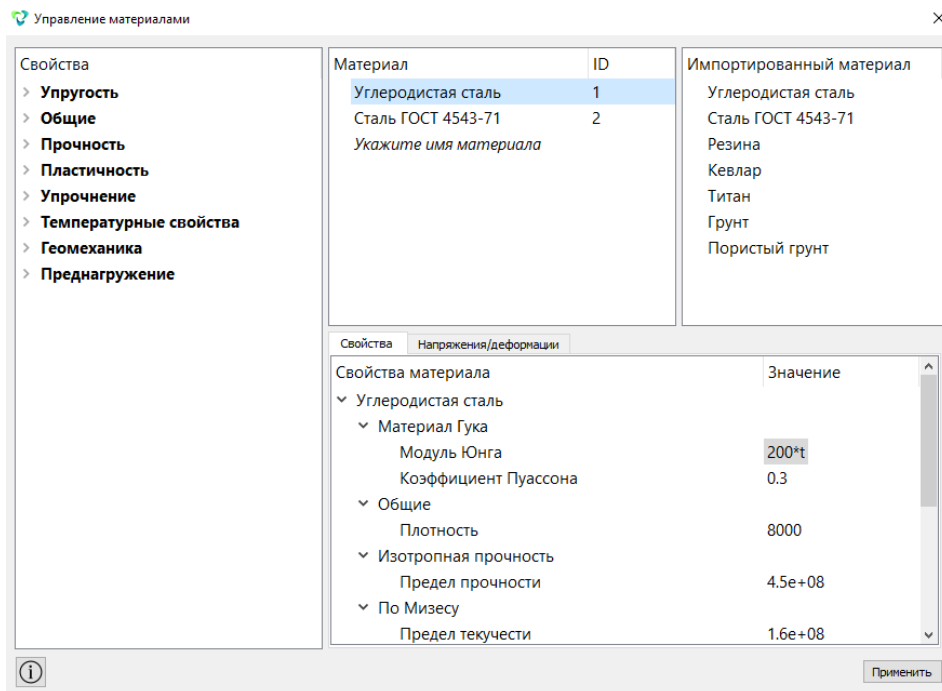 Управление материалами
Свойства
Упругость
Общие
Прочность
Пластичность
Упрочнение
Температурные свойства
Геомеханика
Преднагружение
Материал ID
Углеродистая сталь 1
Сталь ГОСТ 4543-71 2
Укажите имя материала
Импортированный материал
Углеродистая сталь
Сталь ГОСТ 4543-71
Резина
Кевлар
Титан
Грунт
Пористый грунт
Свойства Напряжения/деформации
Свойства материала Значение
Углеродистая сталь
Материал Гука
Модуль Юнга 200*t
Коэффициент Пуассона 0.3
Общие
Плотность 8000
Изотропная прочность
Предел прочности 4.5e+08
По Мизесу
Предел текучести 1.6e+08
Применить